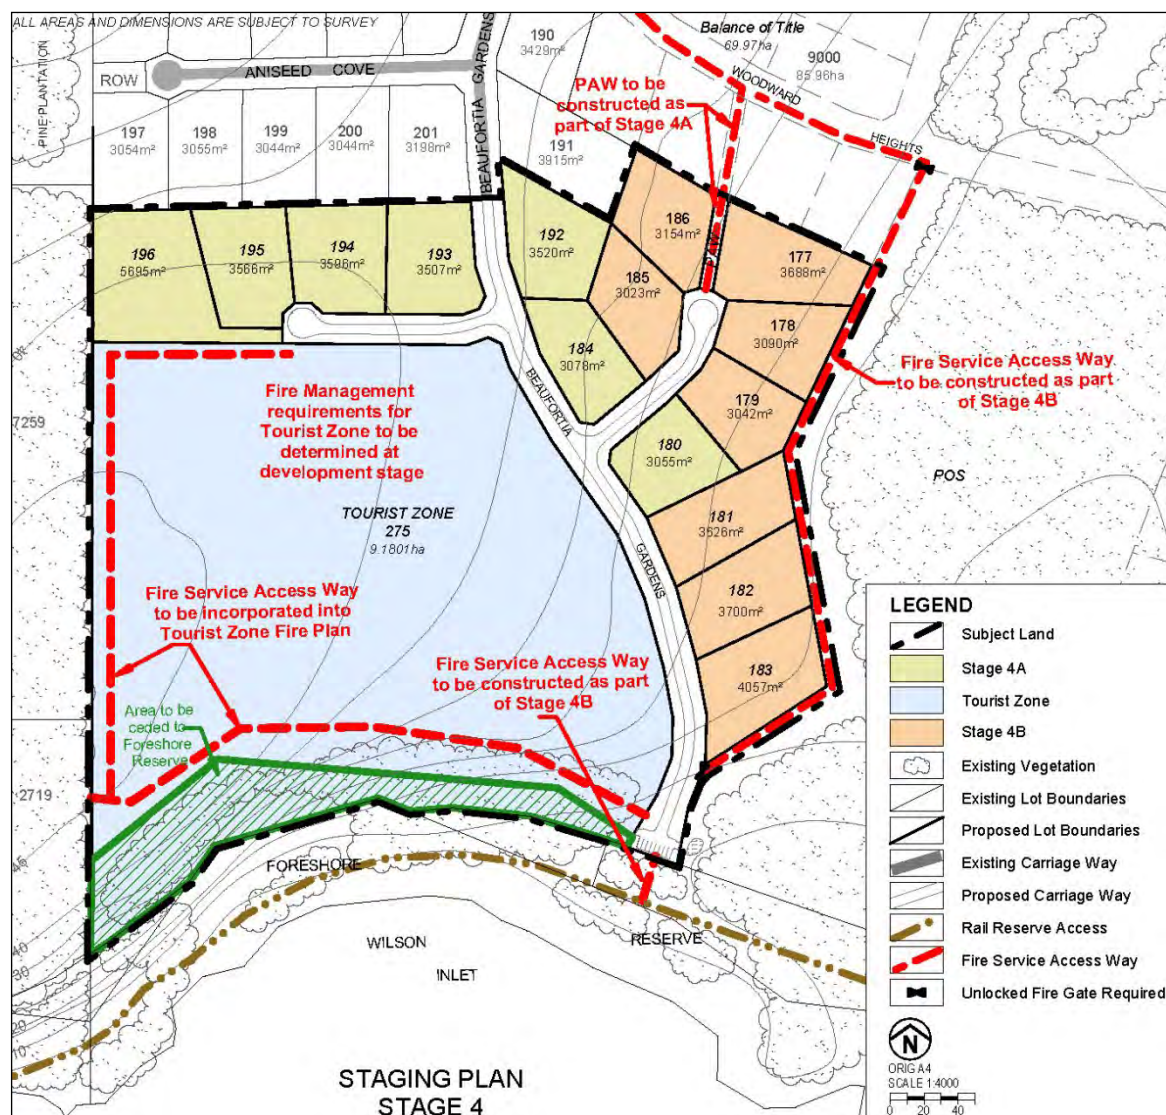 ALL AREAS AND DIMENSIONS ARE SUBJECT TO SURVEY
PINE PLANTATION
ROW
ANISEED COVE
BEAUFORTIA GARDENS
190
3429m²
Balance of Title
69.97ha
9000
85.96ha
WOODWARD
HEIGHTS
PAW to be
constructed as
part of Stage 4A
197
3054m²
198
3055m²
199
3044m²
200
3044m²
201
3198m²
191
3915m²
196
5695m²
195
3566m²
194
3596m²
193
3507m²
192
3520m²
186
3154m²
PAW
177
3688m²
185
3023m²
178
3090m²
184
3078m²
179
3042m²
180
3055m²
Fire Service Access Way
to be constructed as part
of Stage 4B
BEAUFORTIA
GARDENS
Fire Management
requirements for
Tourist Zone to be
determined at
development stage
7259
TOURIST ZONE
275
9.1801ha
POS
181
3526m²
182
3700m²
183
4057m²
Fire Service Access Way
to be incorporated into
Tourist Zone Fire Plan
Fire Service Access Way
to be constructed as part
of Stage 4B
Area to be
ceded to
Foreshore
Reserve
2719
40
30
20
10
FORESHORE
RESERVE
WILSON
INLET
STAGING PLAN
STAGE 4
LEGEND
Subject Land
Stage 4A
Tourist Zone
Stage 4B
Existing Vegetation
Existing Lot Boundaries
Proposed Lot Boundaries
Existing Carriage Way
Proposed Carriage Way
Rail Reserve Access
Fire Service Access Way
Unlocked Fire Gate Required
N
ORIG A4
SCALE 1:4000
0 20 40